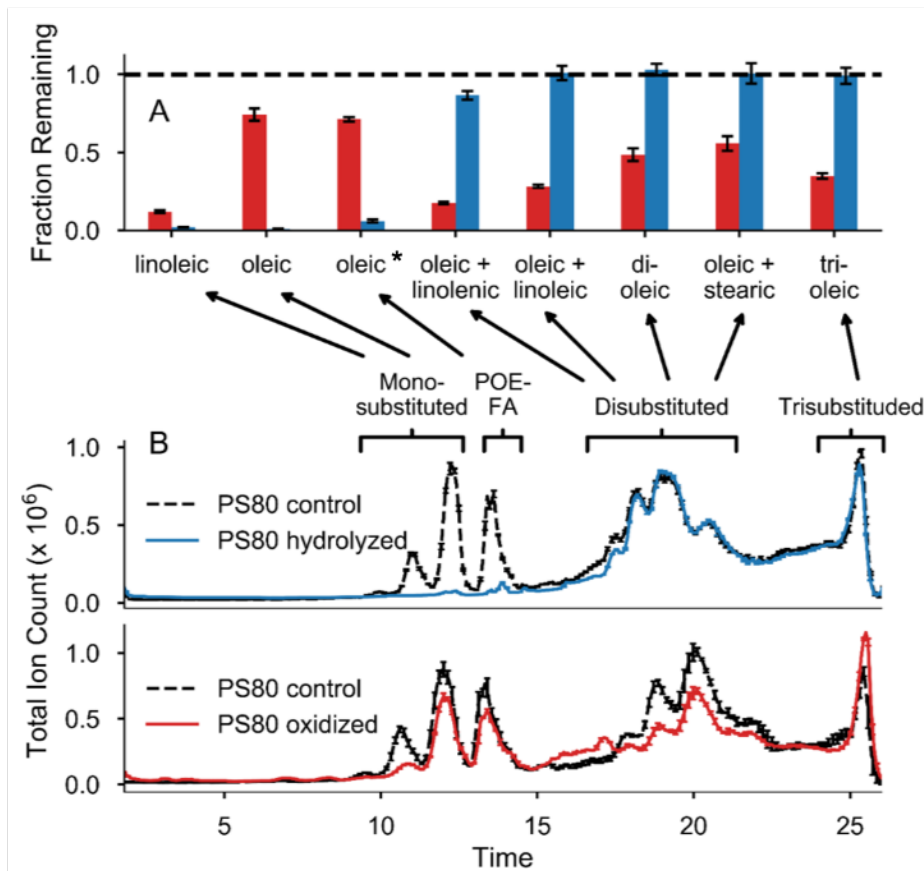 Fraction Remaining
1.0
0.5
0.0
A
linoleic
oleic
oleic *
oleic +
linolenic
oleic +
linoleic
di-
oleic
oleic +
stearic
tri-
oleic
Mono-
substituted
POE-
FA
Disubstituted
Trisubstituded
B
Total Ion Count (x 10⁶)
1.0
0.5
0.0
PS80 control
PS80 hydrolyzed
1.0
0.5
0.0
PS80 control
PS80 oxidized
5
10
15
20
25
Time